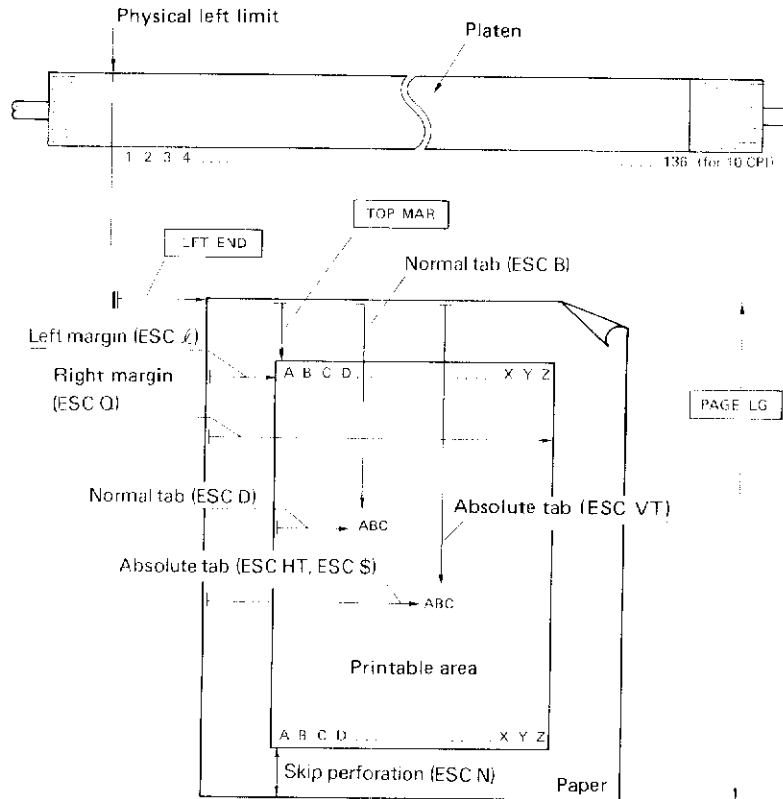 Physical left limit
Platen
1 2 3 4 ....
.... 136 (for 10 CPI)
TOP MAR
LFT END
Normal tab (ESC B)
Left margin (ESC ℓ)
A B C D... .... X Y Z
Right margin
(ESC Q)
PAGE LG
Normal tab (ESC D)
ABC
Absolute tab (ESC VT)
Absolute tab (ESC HT, ESC $)
ABC
Printable area
A B C D ... .. .. X Y Z
Skip perforation (ESC N)
Paper